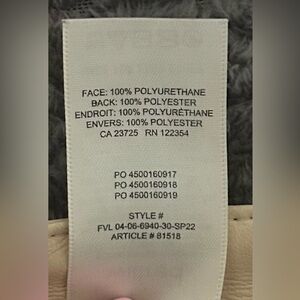 FACE: 100% POLYURETHANE
BACK: 100% POLYESTER
ENDROIT: 100% POLYURÉTHANE
ENVERS: 100% POLYESTER
CA 23725 RN 122354
PO 4500160917
PO 4500160918
PO 4500160919
STYLE #
FVL 04-06-6940-30-SP22
ARTICLE # 81518